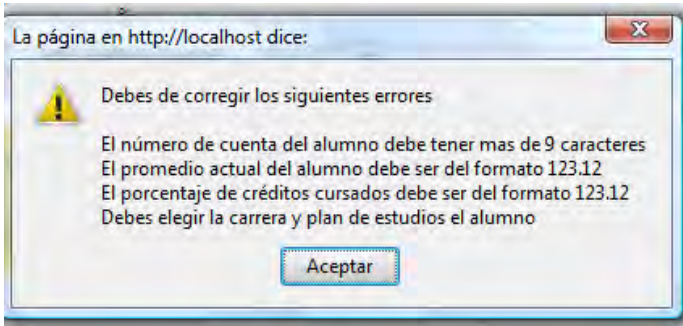 La página en http://localhost dice:
Debes de corregir los siguientes errores
El número de cuenta del alumno debe tener mas de 9 caracteres
El promedio actual del alumno debe ser del formato 123.12
El porcentaje de créditos cursados debe ser del formato 123.12
Debes elegir la carrera y plan de estudios el alumno
Aceptar